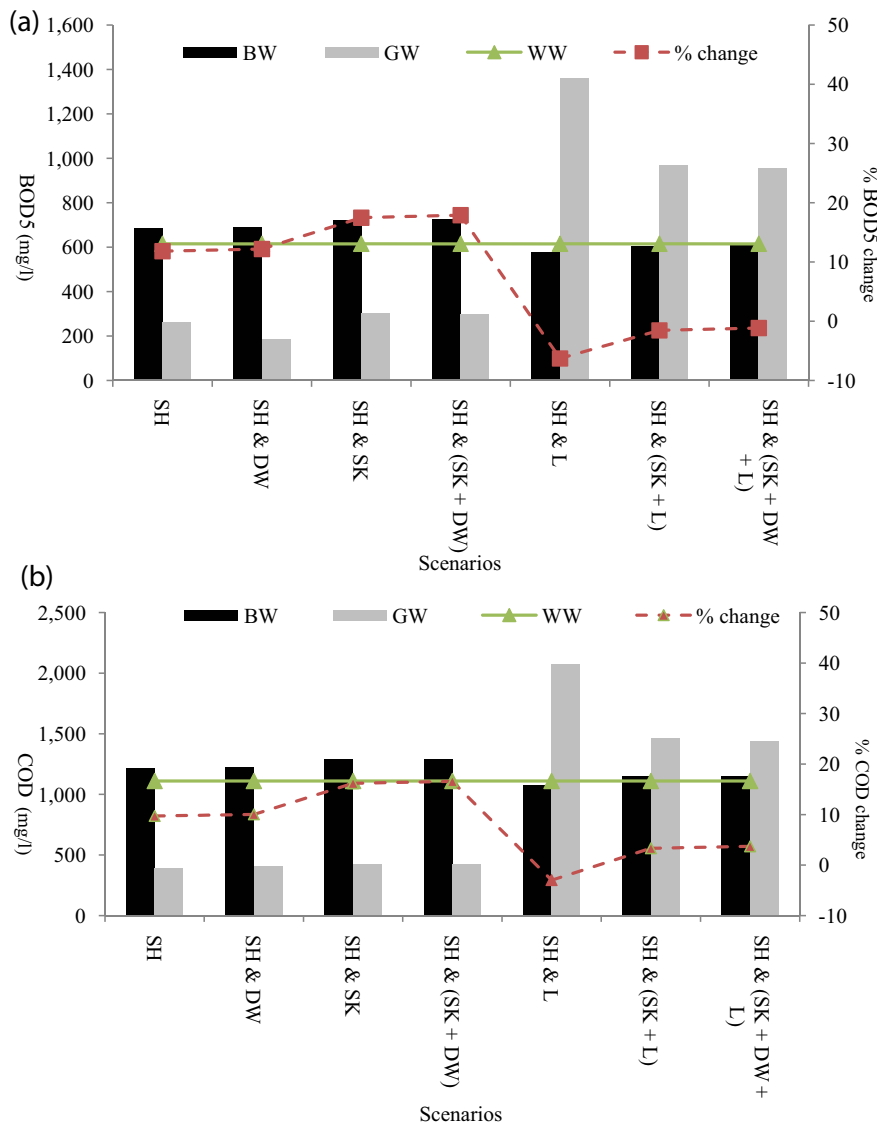 (a)
BW GW WW % change
1,600
1,400
1,200
1,000
800
600
400
200
0
BOD5 (mg/l)
50
40
30
20
10
0
-10
% BOD5 change
SH
SH & DW
SH & SK
SH & (SK + DW)
SH & L
SH & (SK + L)
SH & (SK + DW
+ L)
Scenarios
(b)
BW GW WW % change
2,500
2,000
1,500
1,000
500
0
COD (mg/l)
50
40
30
20
10
0
-10
% COD change
SH
SH & DW
SH & SK
SH & (SK + DW)
SH & L
SH & (SK + L)
SH & (SK + DW +
L)
Scenarios